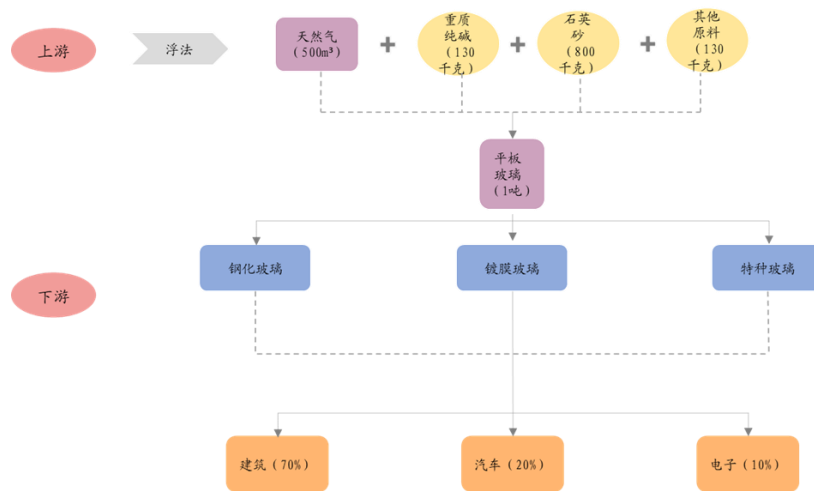 上游
浮法
天然气
(500m³)
重质
纯碱
(130
千克)
石英
砂
(800
千克)
其他
原料
(130
千克)
平板
玻璃
(1吨)
钢化玻璃
镀膜玻璃
特种玻璃
下游
建筑(70%)
汽车(20%)
电子(10%)